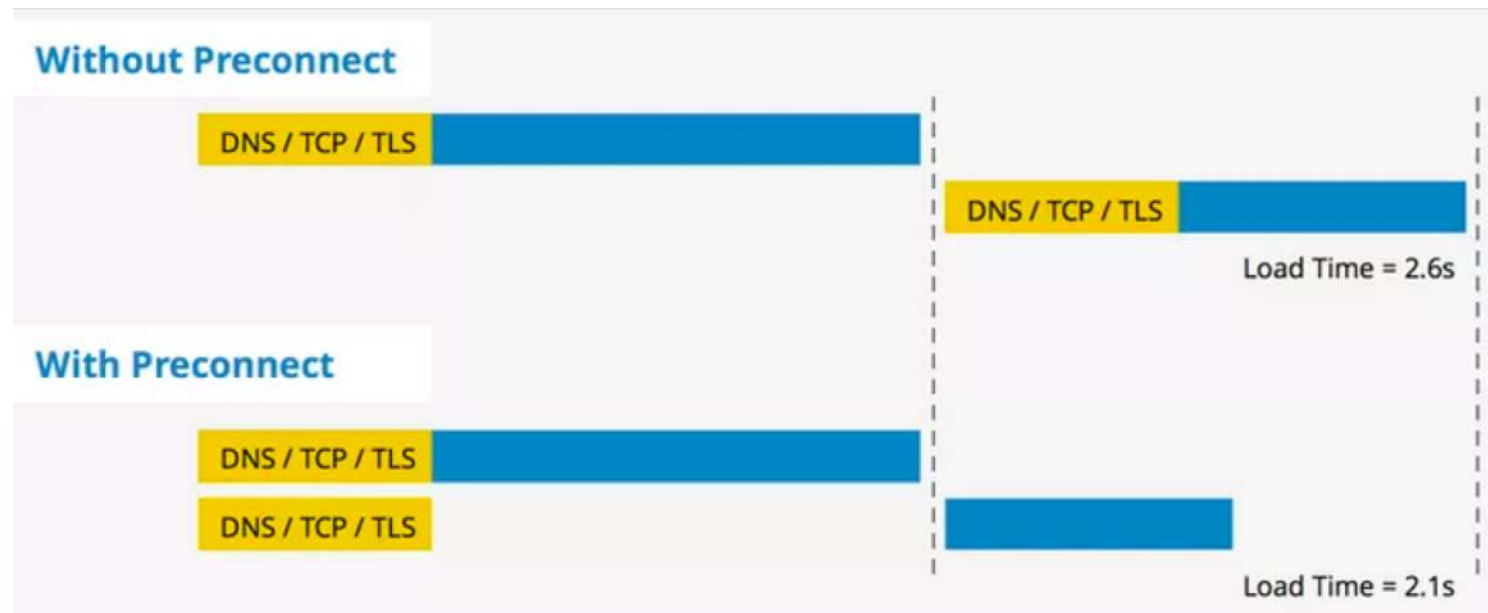 Without Preconnect
DNS / TCP / TLS
DNS / TCP / TLS
Load Time = 2.6s
With Preconnect
DNS / TCP / TLS
DNS / TCP / TLS
Load Time = 2.1s